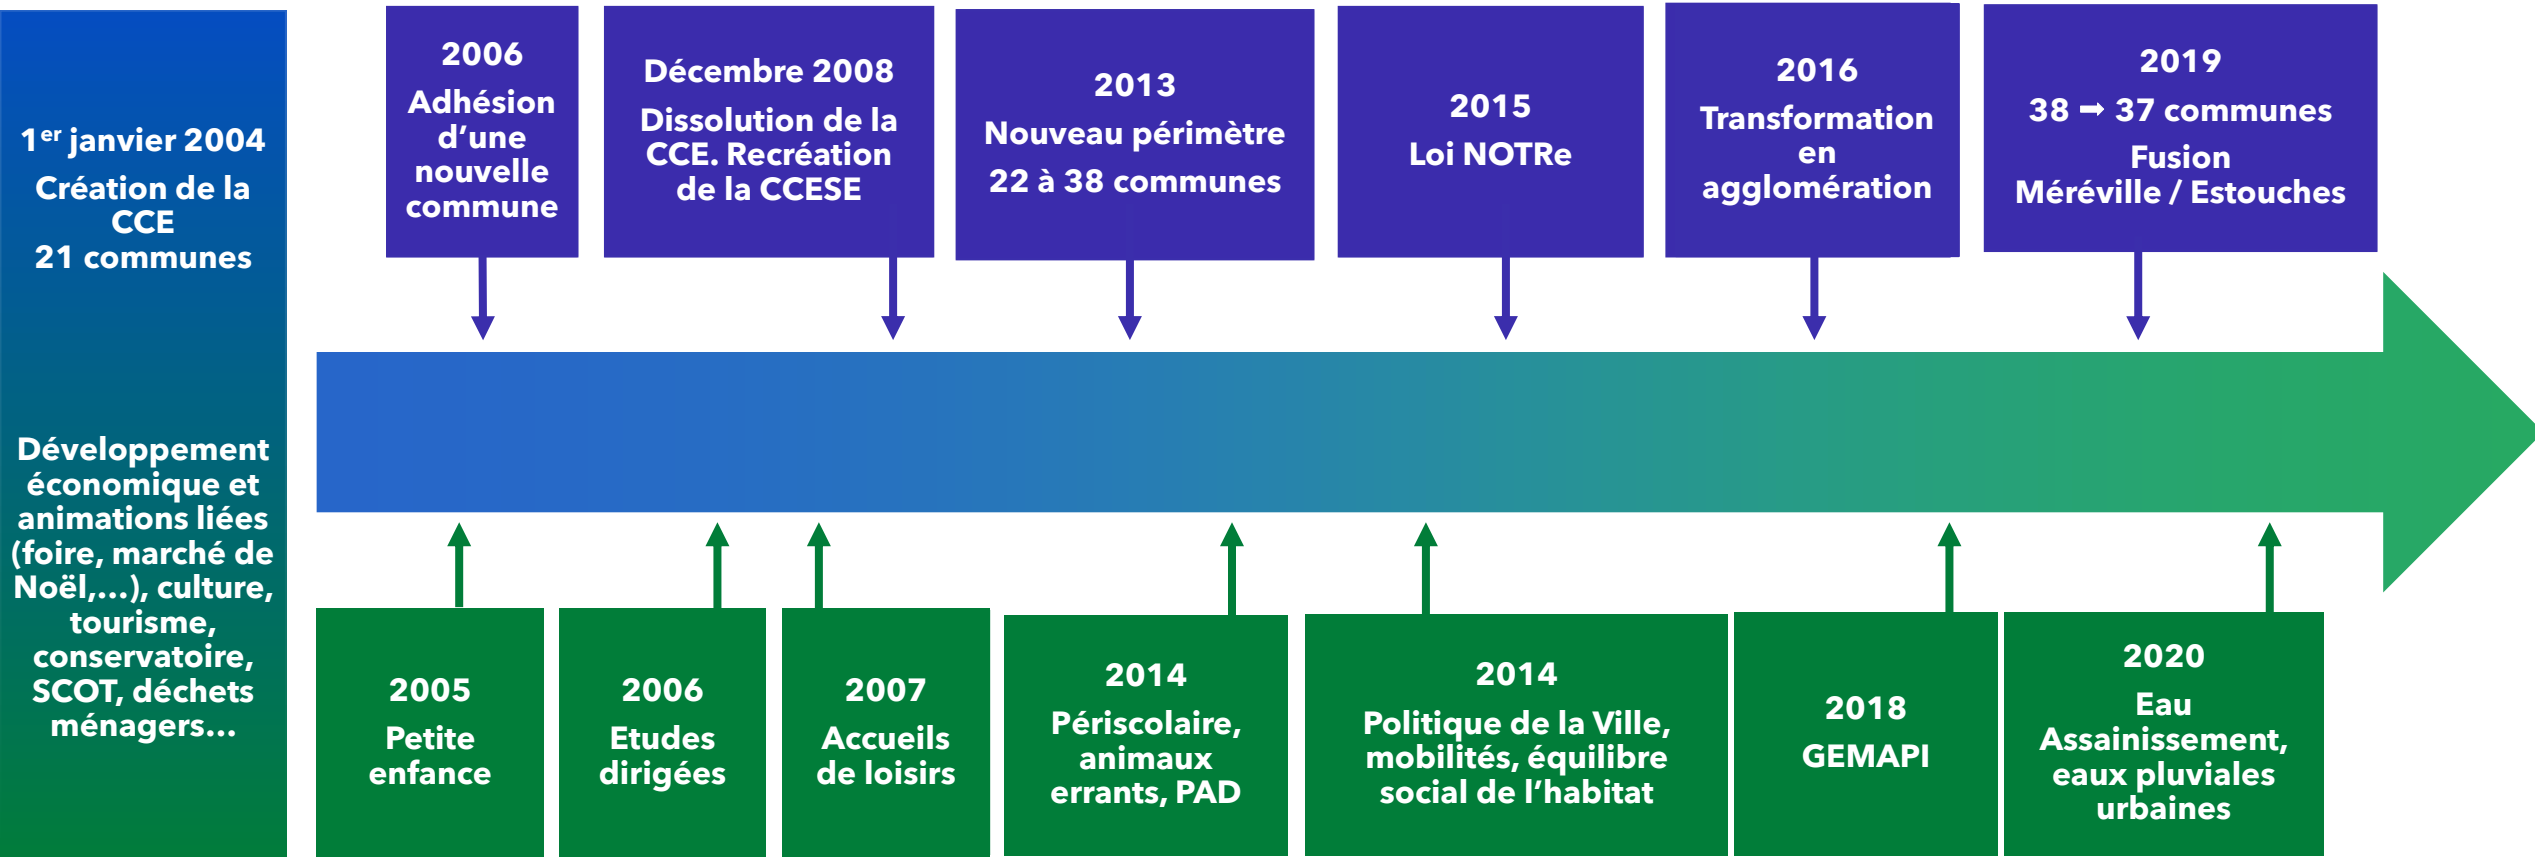 1er janvier 2004
Création de la
CCE
21 communes
Développement
économique et
animations liées
(foire, marché de
Noël,...), culture,
tourisme,
conservatoire,
SCOT, déchets
ménagers...
2006
Adhésion
d’une
nouvelle
commune
Décembre 2008
Dissolution de la
CCE. Recréation
de la CCESE
2013
Nouveau périmètre
22 à 38 communes
2015
Loi NOTRe
2016
Transformation
en
agglomération
2019
38 → 37 communes
Fusion
Méréville / Estouches
2005
Petite
enfance
2006
Etudes
dirigées
2007
Accueils
de loisirs
2014
Périscolaire,
animaux
errants, PAD
2014
Politique de la Ville,
mobilités, équilibre
social de l’habitat
2018
GEMAPI
2020
Eau
Assainissement,
eaux pluviales
urbaines